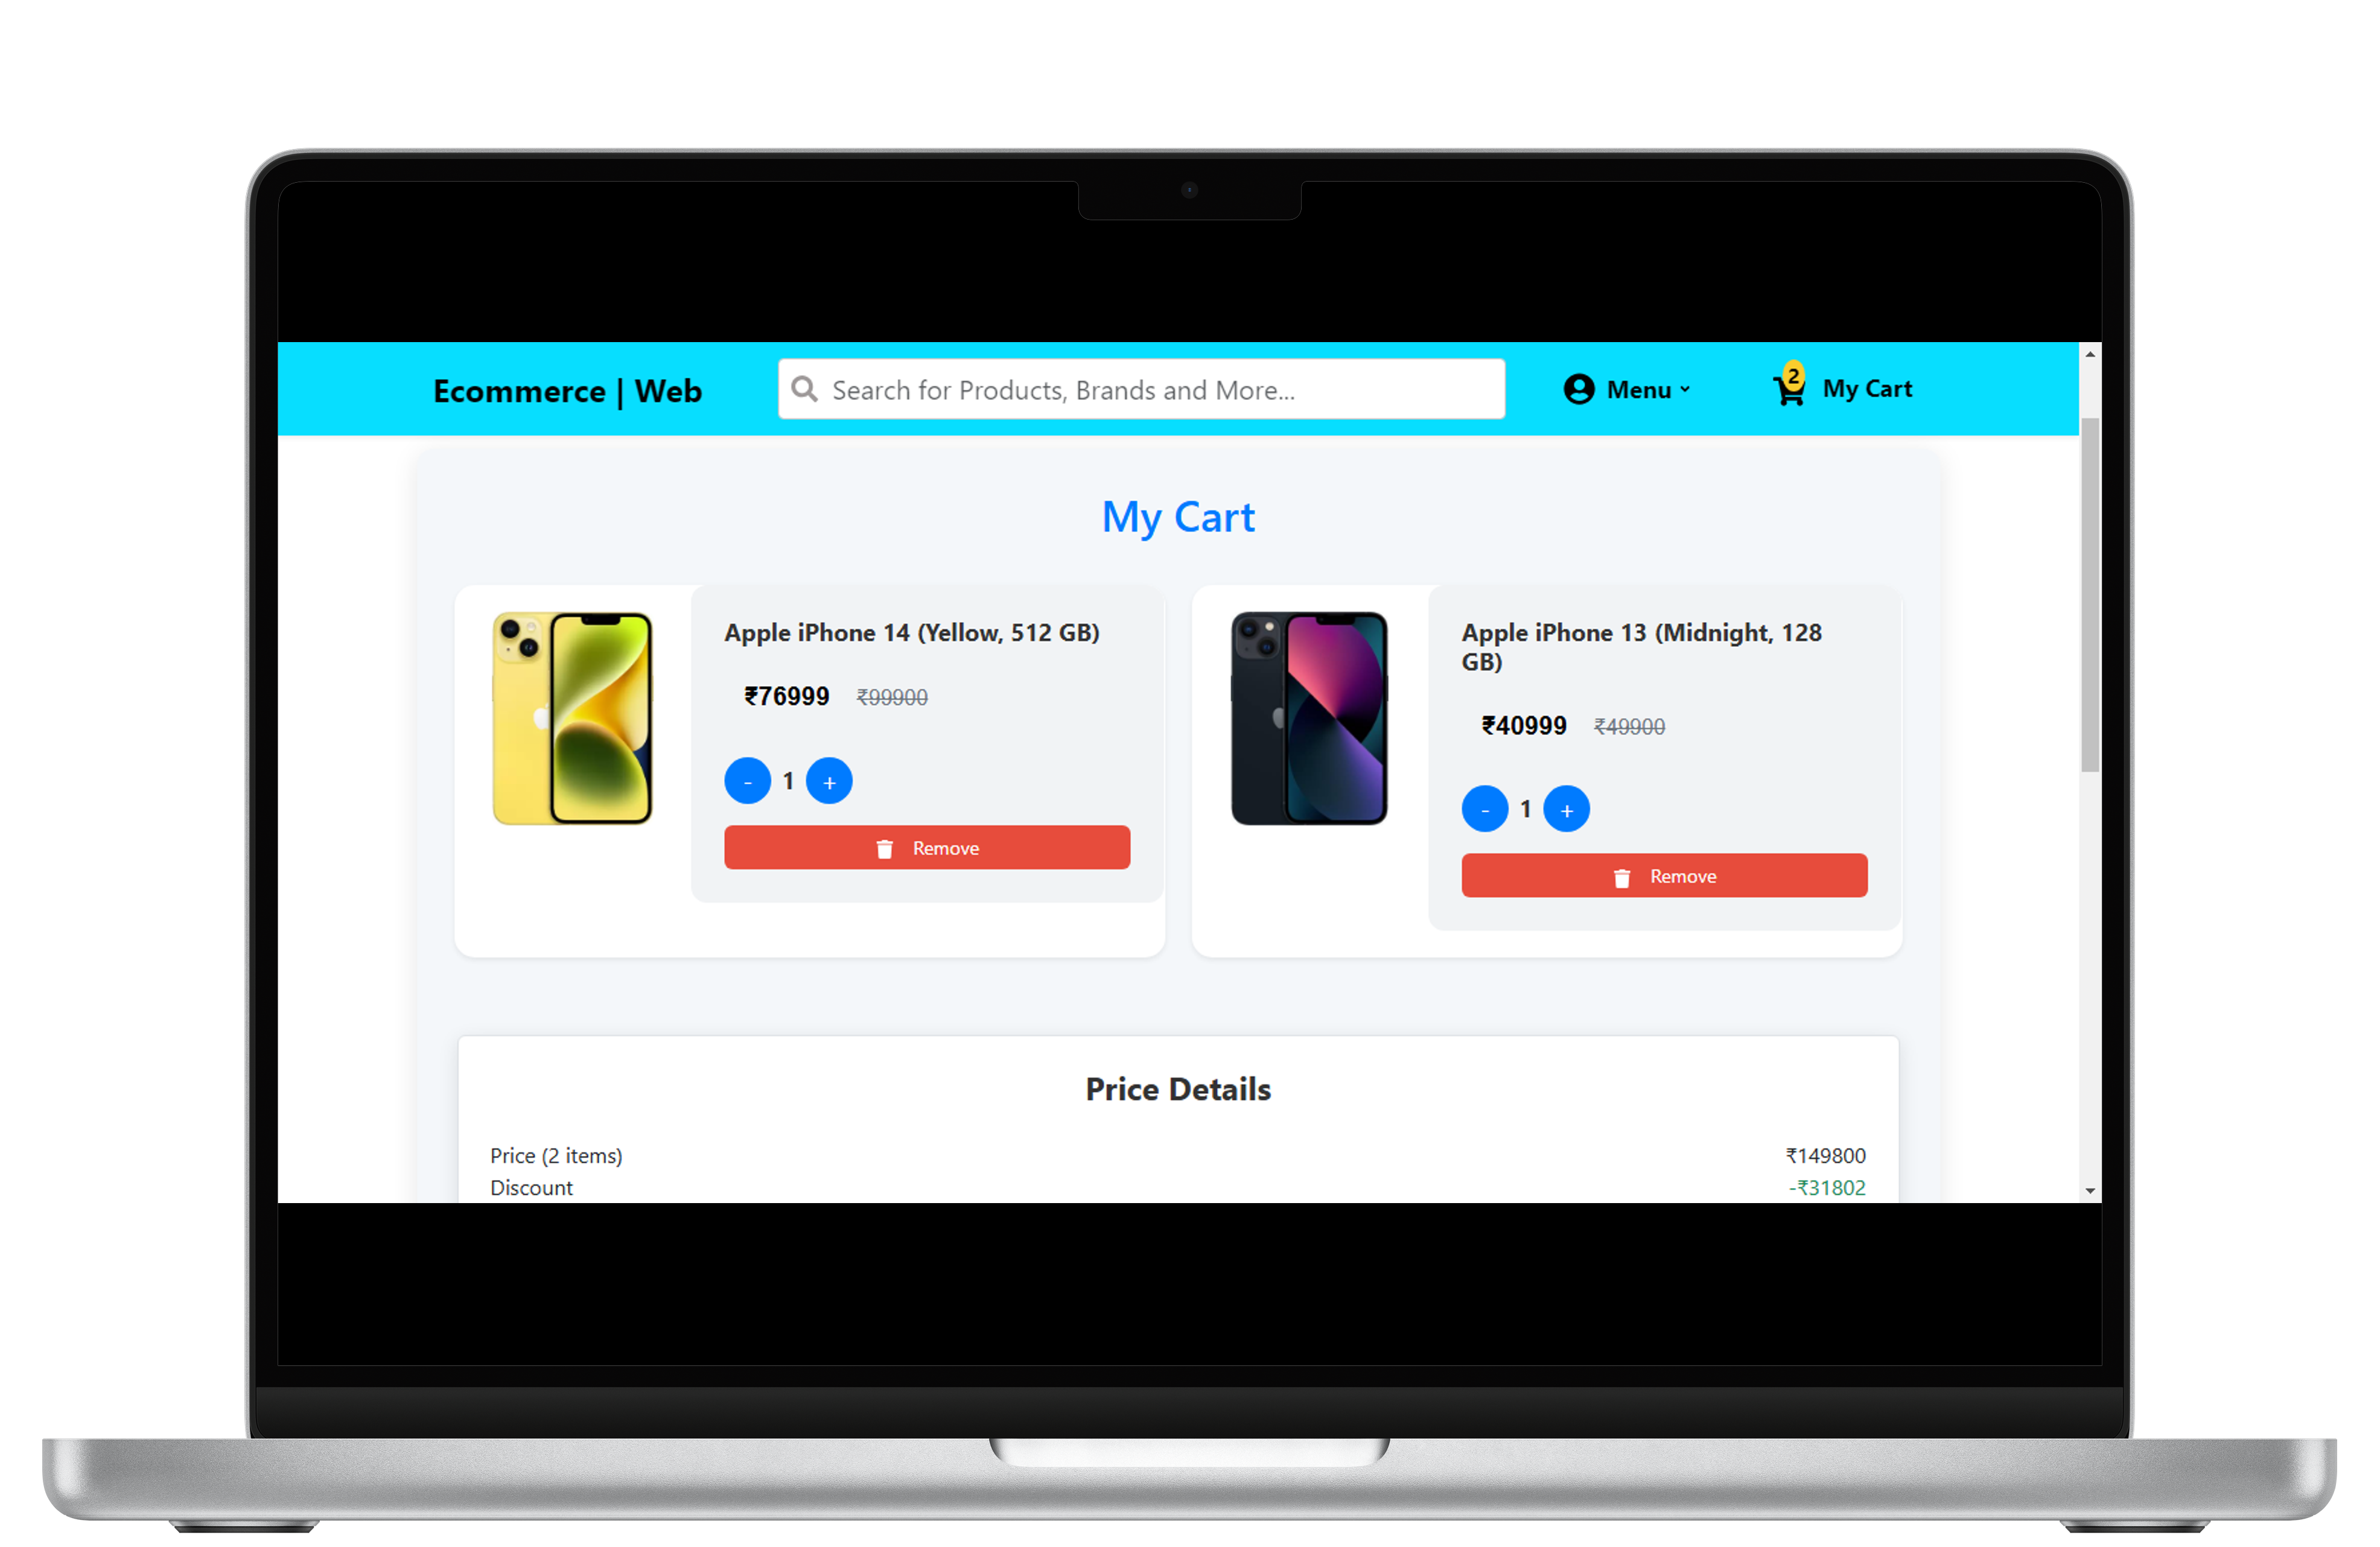 Ecommerce | Web
Search for Products, Brands and More...
Menu
2
My Cart
My Cart
Apple iPhone 14 (Yellow, 512 GB)
₹76999 ₹99900
- 1 +
Remove
Apple iPhone 13 (Midnight, 128
GB)
₹40999 ₹49900
- 1 +
Remove
Price Details
Price (2 items) ₹149800
Discount -₹31802